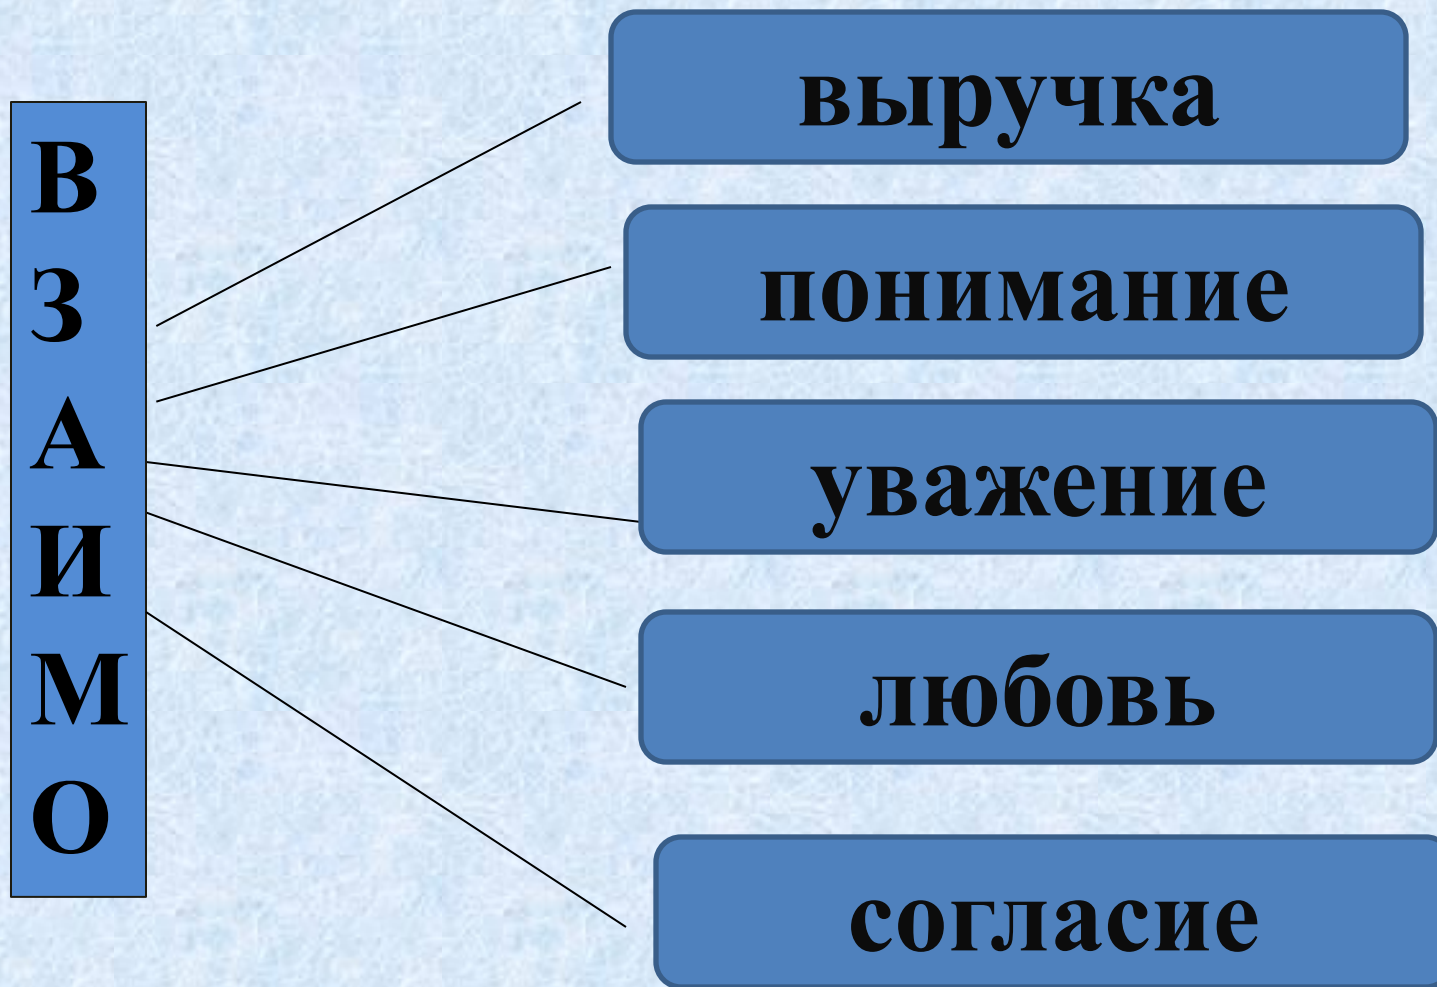 В
З
А
И
М
О
выручка
понимание
уважение
любовь
согласие